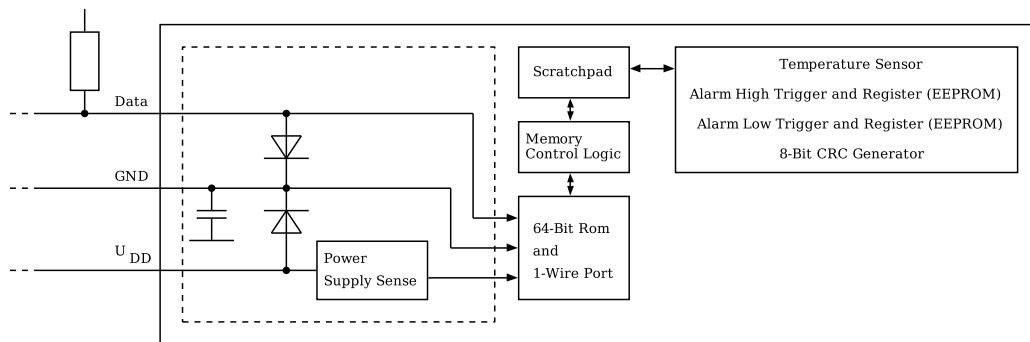 Data
GND
U DD
Power
Supply Sense
Scratchpad
Memory
Control Logic
64-Bit Rom
and
1-Wire Port
Temperature Sensor
Alarm High Trigger and Register (EEPROM)
Alarm Low Trigger and Register (EEPROM)
8-Bit CRC Generator